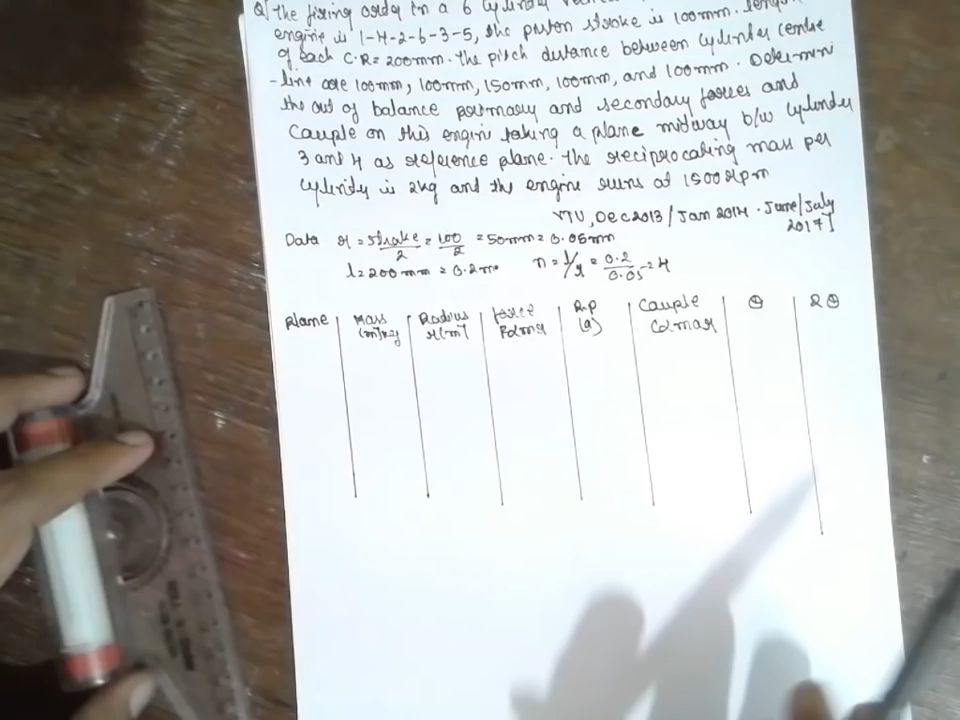 Q) The firing order in a 6 cylinder
engine is 1-4-2-6-3-5, the piston stroke is 100mm. length
of each C.R = 200mm. the pitch distance between cylinder centre
-line are 100mm, 100mm, 150mm, 100mm, and 100mm. Determine
the out of balance primary and secondary forces and
Couple on this engine taking a plane midway b/w cylinder
3 and 4 as reference plane. The reciprocating mass per
cylinder is 2kg and the engine runs at 1500 rpm
VTU, Dec 2013 / Jan 2014 . June/July
2017]
Data r = stroke/2 = 100/2 = 50mm = 0.05mm
l = 200mm = 0.2m n = l/r = 0.2/0.05 = 4
plane mass (m)kg Radius r(m) force Fαmr R.P (a) Couple Cαmar θ 2θ